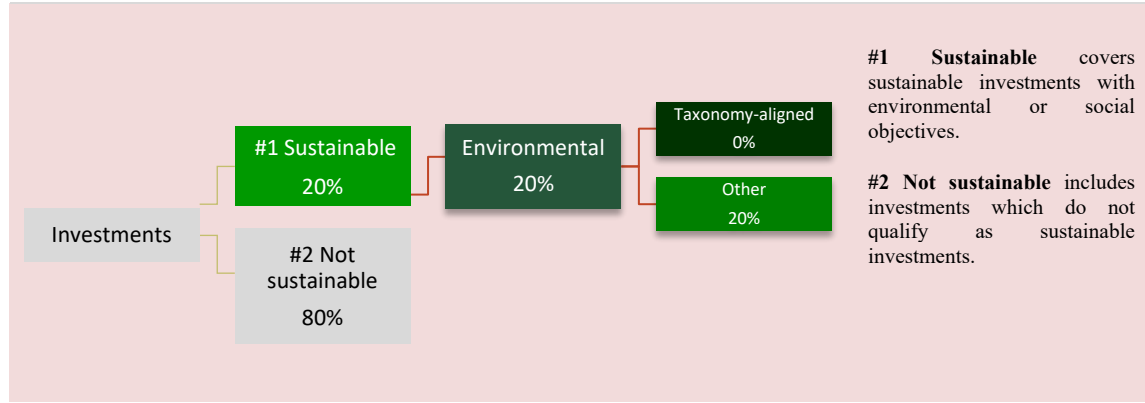 Investments
#1 Sustainable
20%
#2 Not
sustainable
80%
Environmental
20%
Taxonomy-aligned
0%
Other
20%
#1 Sustainable covers
sustainable investments with
environmental or social
objectives.
#2 Not sustainable includes
investments which do not
qualify as sustainable
investments.